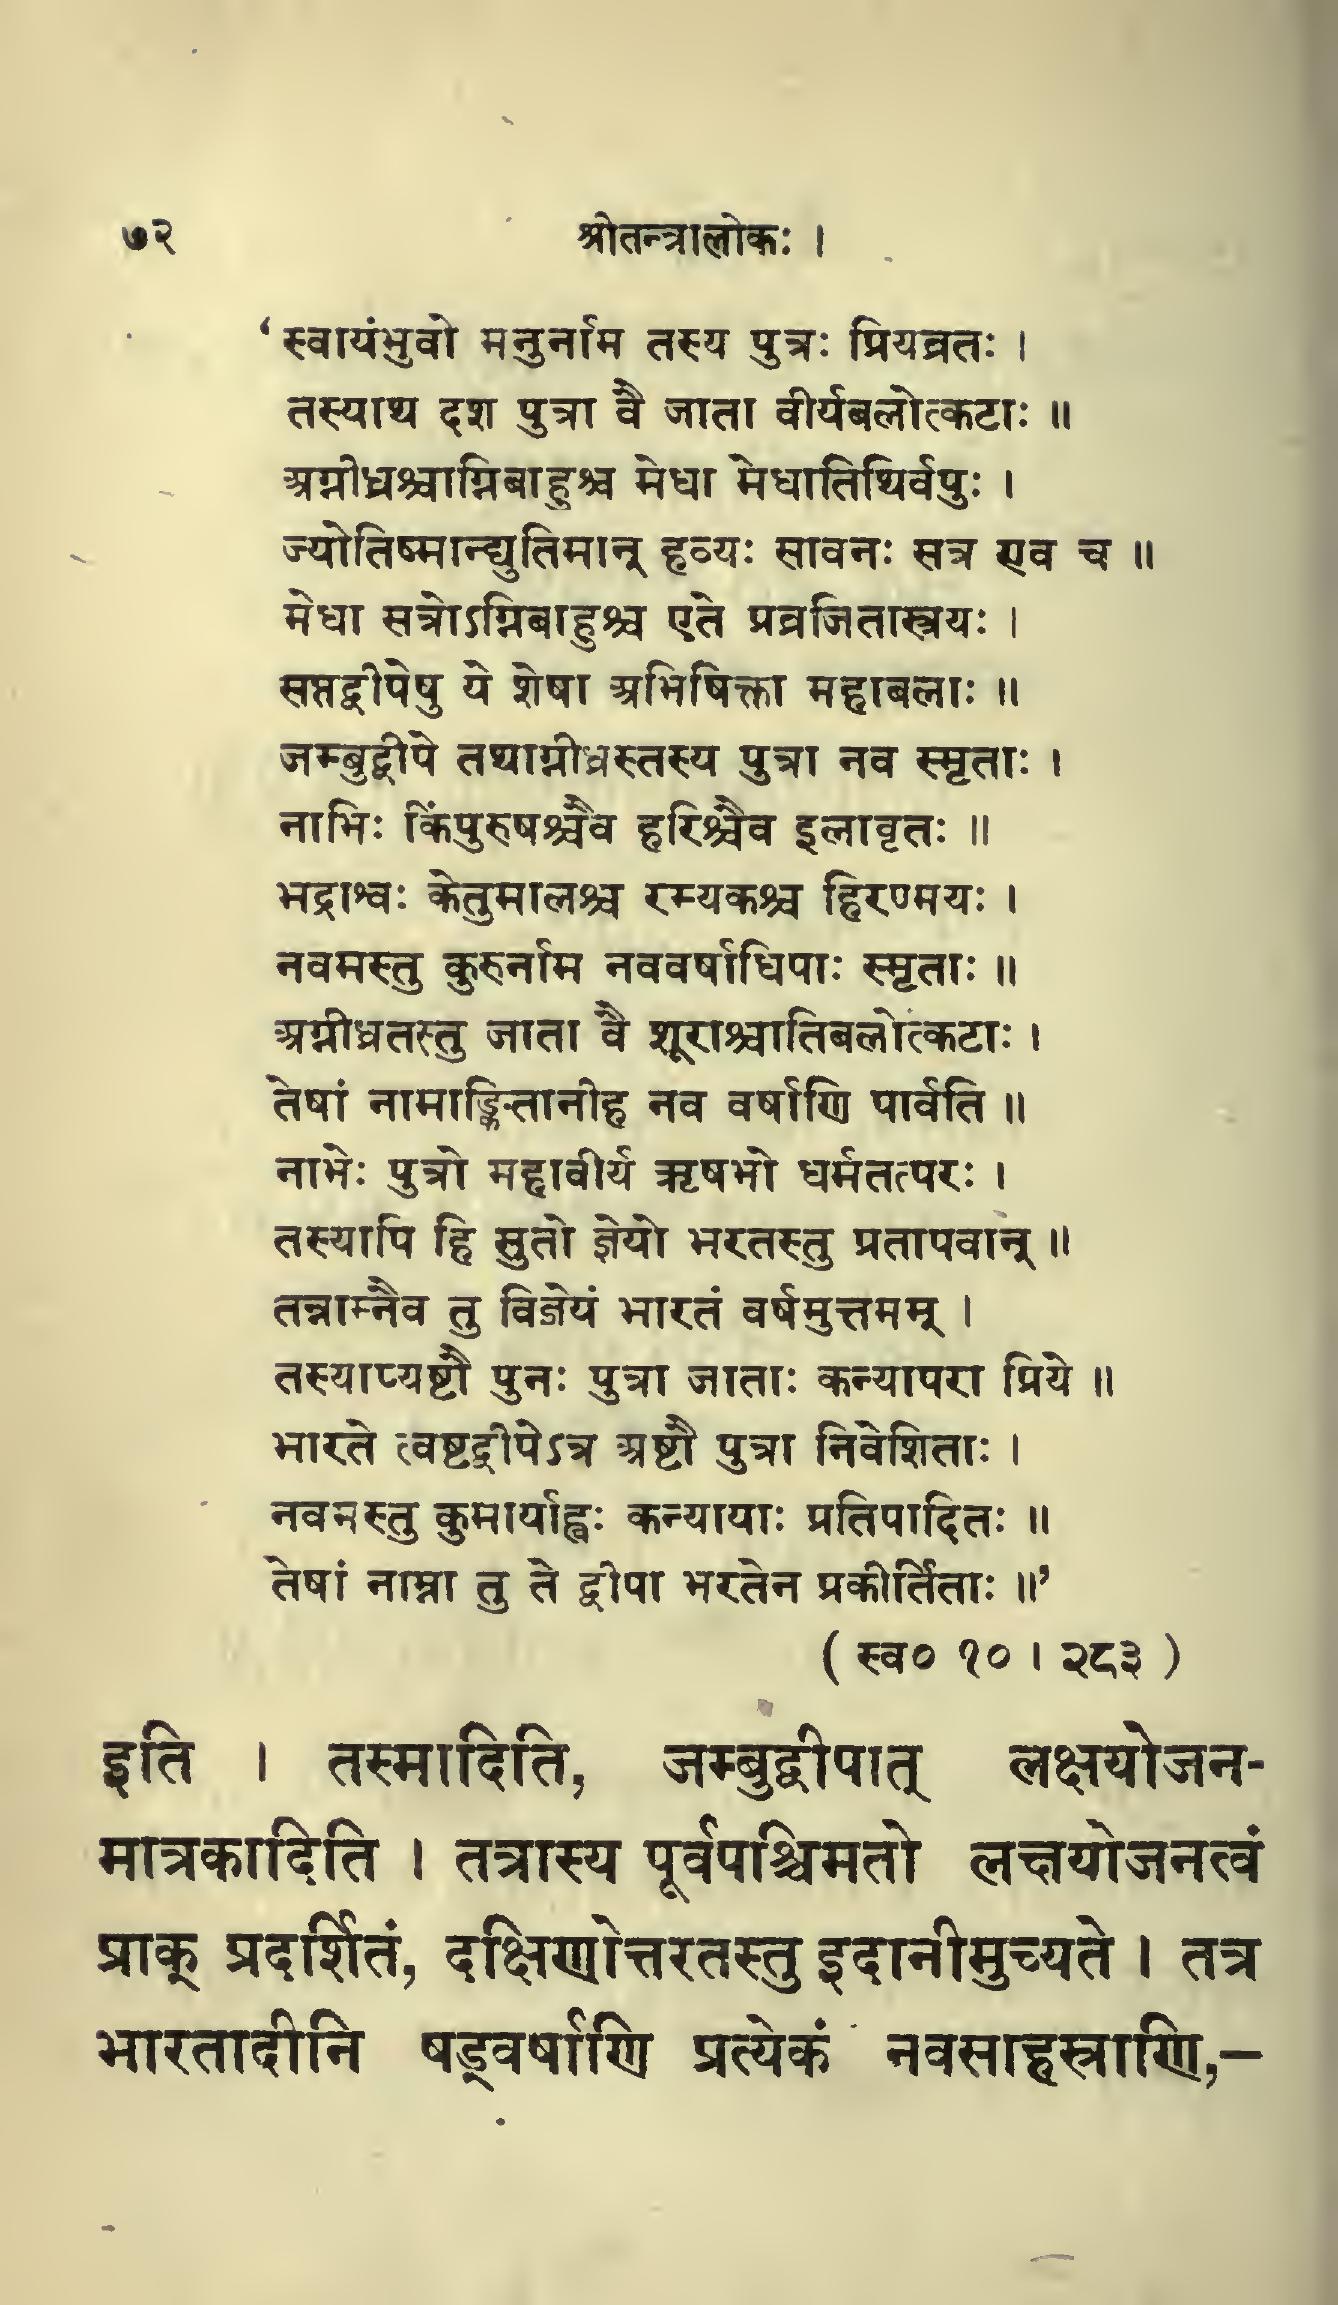 ७२ श्रीतन्त्रालोकः ।
‘ स्वायंभुवो मनुर्नाम तस्य पुत्रः प्रियव्रतः ।
तस्याथ दश पुत्रा वै जाता वीर्यबलोत्कटाः ॥
अग्नीध्रश्चाग्निबाहुश्च मेधा मेधातिथिर्वपुः ।
ज्योतिष्मान्द्युतिमान् हव्यः सावनः सत्र एव च ॥
मेधा सत्रोऽग्निबाहुश्च एते प्रव्रजितास्त्रयः ।
सप्तद्वीपेषु ये शेषा अभिषिक्ता महाबलाः ॥
जम्बुद्वीपे तथाग्नीध्रस्तस्य पुत्रा नव स्मृताः ।
नाभिः किंपुरुषश्चैव हरिश्चैव इलावृतः ॥
भद्राश्वः केतुमालश्च रम्यकश्च हिरण्मयः ।
नवमस्तु कुरुर्नाम नववर्षाधिपाः स्मृताः ॥
अग्नीध्रतस्तु जाता वै शूराश्चातिबलोत्कटाः ।
तेषां नामाङ्कितानीह नव वर्षाणि पार्वति ॥
नाभेः पुत्रो महावीर्य ऋषभो धर्मतत्परः ।
तस्यापि हि सुतो ज्ञेयो भरतस्तु प्रतापवान् ॥
तन्नाम्नैव तु विज्ञेयं भारतं वर्षमुत्तमम् ।
तस्याप्यष्टौ पुनः पुत्रा जाताः कन्यापरा प्रिये ॥
भारते त्वष्टद्वीपेऽत्र अष्टौ पुत्रा निवेशिताः ।
नवमस्तु कुमार्याह्वः कन्यायाः प्रतिपादितः ॥
तेषां नाम्ना तु ते द्वीपा भरतेन प्रकीर्तिताः ॥’
( स्व० १० । २८३ )
इति । तस्मादिति, जम्बुद्वीपात् लक्षयोजन-
मात्रकादिति । तत्रास्य पूर्वपश्चिमतो लक्षयोजनत्वं
प्राक् प्रदर्शितं, दक्षिणोत्तरतस्तु इदानीमुच्यते । तत्र
भारतादीनि षड्वर्षाणि प्रत्येकं नवसाहस्राणि,—